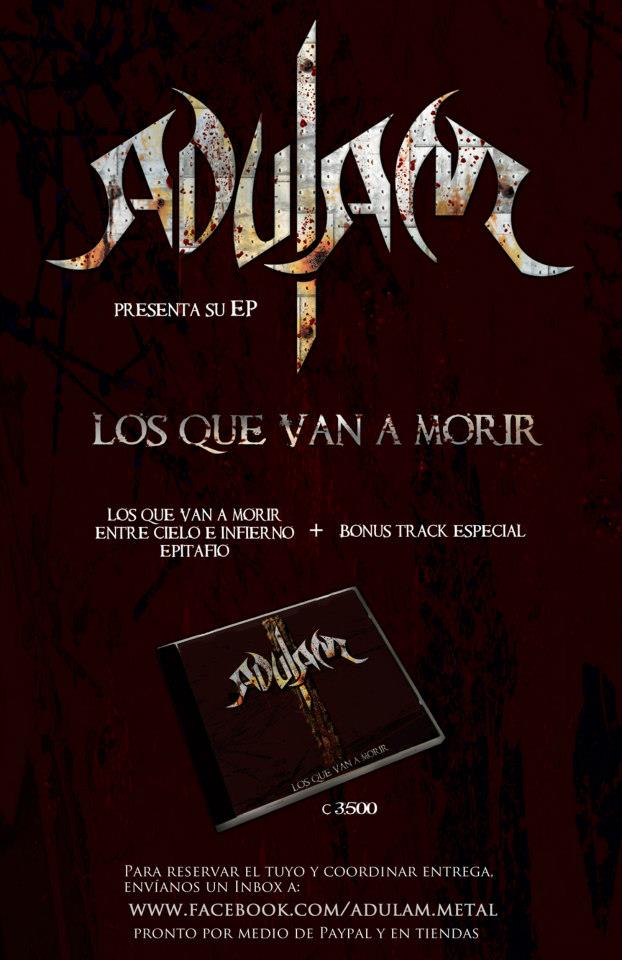 ADULAM
PRESENTA SU EP
LOS QUE VAN A MORIR
LOS QUE VAN A MORIR
ENTRE CIELO E INFIERNO
EPITAFIO
+ BONUS TRACK ESPECIAL
ADULAM
LOS QUE VAN A MORIR
C 3.500
PARA RESERVAR EL TUYO Y COORDINAR ENTREGA,
ENVÍANOS UN INBOX A:
WWW.FACEBOOK.COM/ADULAM.METAL
PRONTO POR MEDIO DE PAYPAL Y EN TIENDAS